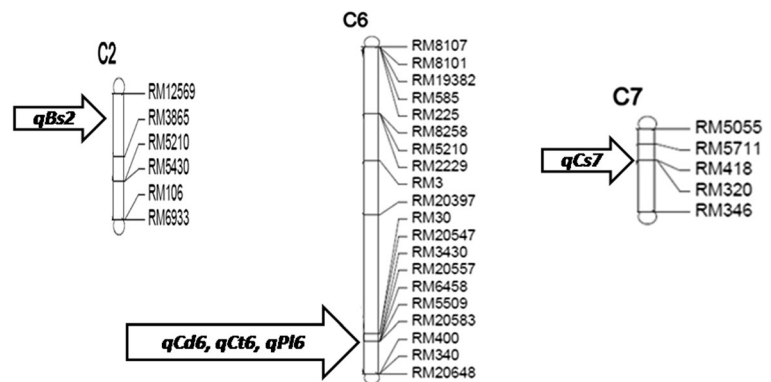 C2
RM12569
RM3865
RM5210
RM5430
RM106
RM6933
qBs2
C6
RM8107
RM8101
RM19382
RM585
RM225
RM8258
RM5210
RM2229
RM3
RM20397
RM30
RM20547
RM3430
RM20557
RM6458
RM5509
RM20583
RM400
RM340
RM20648
qCd6, qCt6, qPl6
C7
RM5055
RM5711
RM418
RM320
RM346
qCs7